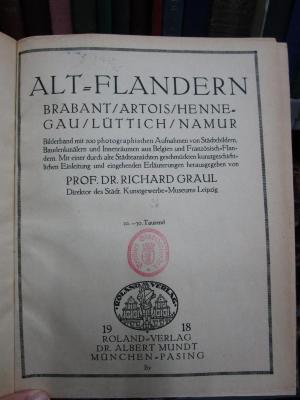 ALT=FLANDERN
BRABANT/ARTOIS/HENNE=
GAU/LÜTTICH/NAMUR
Bilderband mit 200 photographischen Aufnahmen von Städtebildern,
Baudenkmälern und Innenräumen aus Belgien und Französisch=Flan=
dern. Mit einer durch alte Städteansichten geschmückten kunstgeschicht=
lichen Einleitung und eingehenden Erläuterungen herausgegeben von
PROF. DR. RICHARD GRAUL
Direktor des Städt. Kunstgewerbe=Museums Leipzig
Tausend
ROLAND VERLAG
19 18
ROLAND=VERLAG
DR. ALBERT MUNDT
MÜNCHEN=PASING